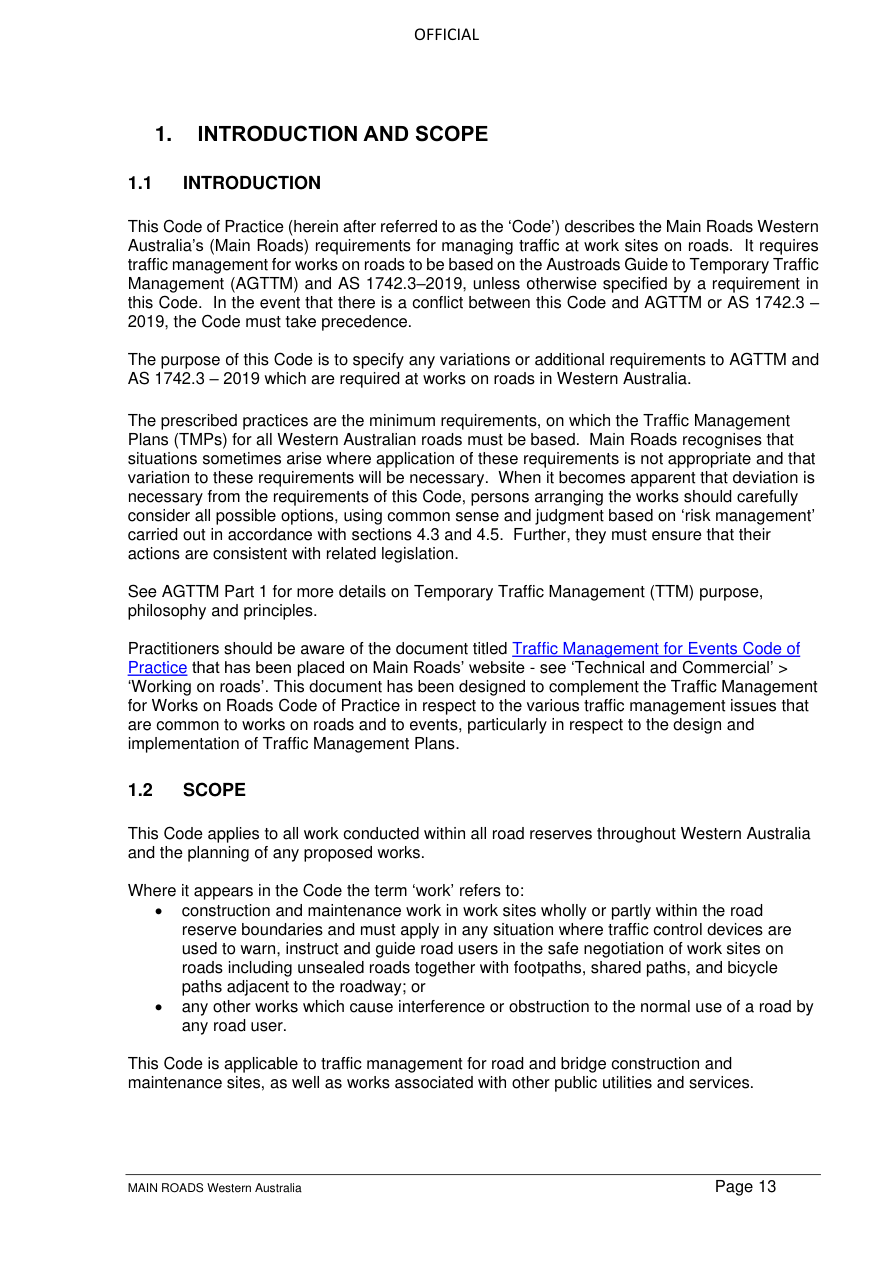 OFFICIAL
1. INTRODUCTION AND SCOPE
1.1 INTRODUCTION
This Code of Practice (herein after referred to as the ‘Code’) describes the Main Roads Western
Australia’s (Main Roads) requirements for managing traffic at work sites on roads.  It requires
traffic management for works on roads to be based on the Austroads Guide to Temporary Traffic
Management (AGTTM) and AS 1742.3–2019, unless otherwise specified by a requirement in
this Code.  In the event that there is a conflict between this Code and AGTTM or AS 1742.3 –
2019, the Code must take precedence.
The purpose of this Code is to specify any variations or additional requirements to AGTTM and
AS 1742.3 – 2019 which are required at works on roads in Western Australia.
The prescribed practices are the minimum requirements, on which the Traffic Management
Plans (TMPs) for all Western Australian roads must be based.  Main Roads recognises that
situations sometimes arise where application of these requirements is not appropriate and that
variation to these requirements will be necessary.  When it becomes apparent that deviation is
necessary from the requirements of this Code, persons arranging the works should carefully
consider all possible options, using common sense and judgment based on ‘risk management’
carried out in accordance with sections 4.3 and 4.5.  Further, they must ensure that their
actions are consistent with related legislation.
See AGTTM Part 1 for more details on Temporary Traffic Management (TTM) purpose,
philosophy and principles.
Practitioners should be aware of the document titled Traffic Management for Events Code of
Practice that has been placed on Main Roads’ website - see ‘Technical and Commercial’ >
‘Working on roads’. This document has been designed to complement the Traffic Management
for Works on Roads Code of Practice in respect to the various traffic management issues that
are common to works on roads and to events, particularly in respect to the design and
implementation of Traffic Management Plans.
1.2 SCOPE
This Code applies to all work conducted within all road reserves throughout Western Australia
and the planning of any proposed works.
Where it appears in the Code the term ‘work’ refers to:
• construction and maintenance work in work sites wholly or partly within the road
reserve boundaries and must apply in any situation where traffic control devices are
used to warn, instruct and guide road users in the safe negotiation of work sites on
roads including unsealed roads together with footpaths, shared paths, and bicycle
paths adjacent to the roadway; or
• any other works which cause interference or obstruction to the normal use of a road by
any road user.
This Code is applicable to traffic management for road and bridge construction and
maintenance sites, as well as works associated with other public utilities and services.
MAIN ROADS Western Australia Page 13